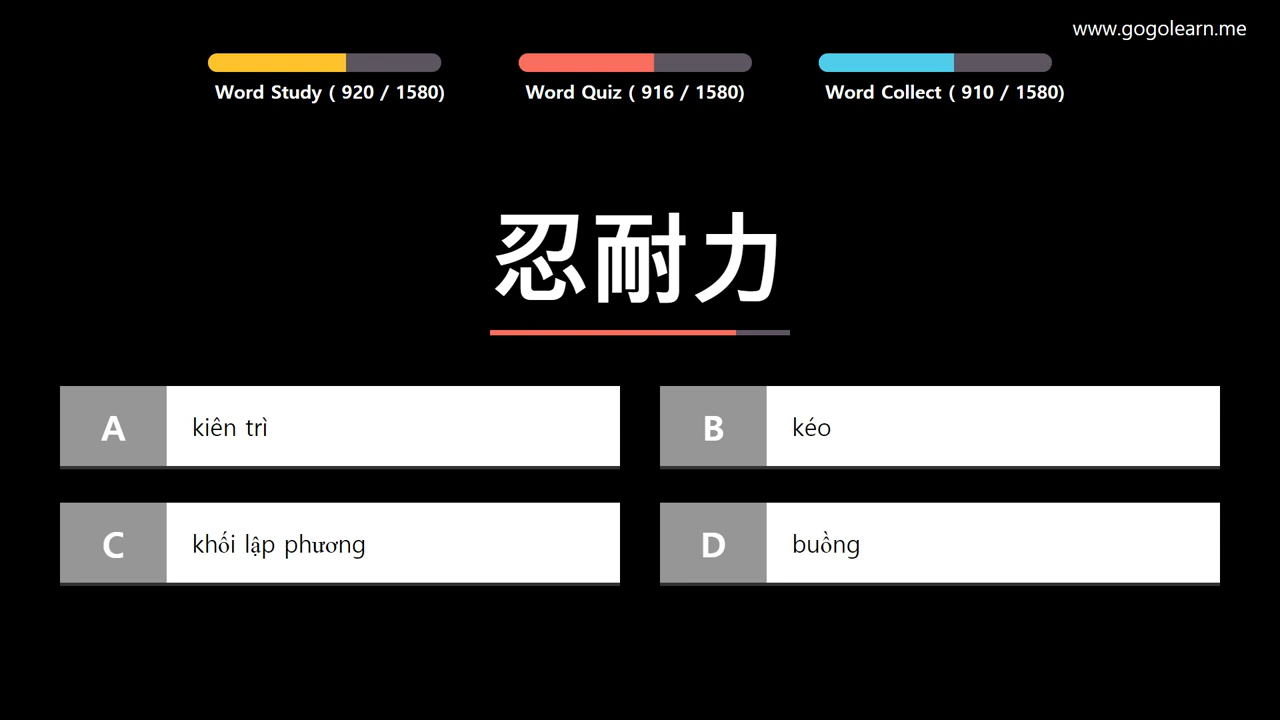 www.gogolearn.me
Word Study ( 920 / 1580)
Word Quiz ( 916 / 1580)
Word Collect ( 910 / 1580)
忍耐力
A kiên trì
B kéo
C khối lập phương
D buồng